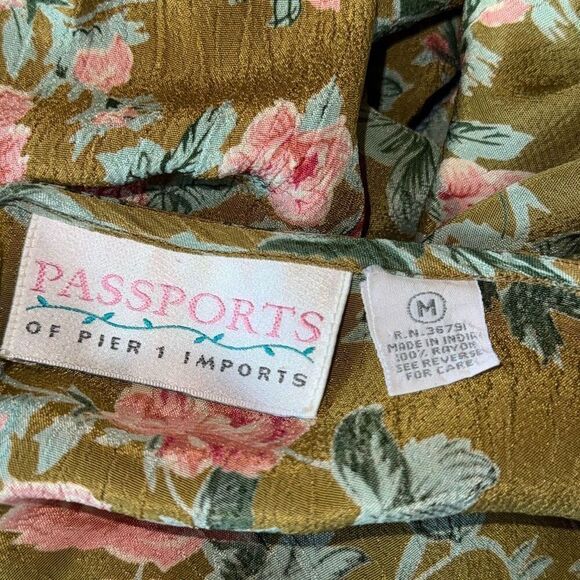 PASSPORTS
OF PIER 1 IMPORTS
M
R.N. 36791
MADE IN INDIA
100% RAYON
SEE REVERSE
FOR CARE